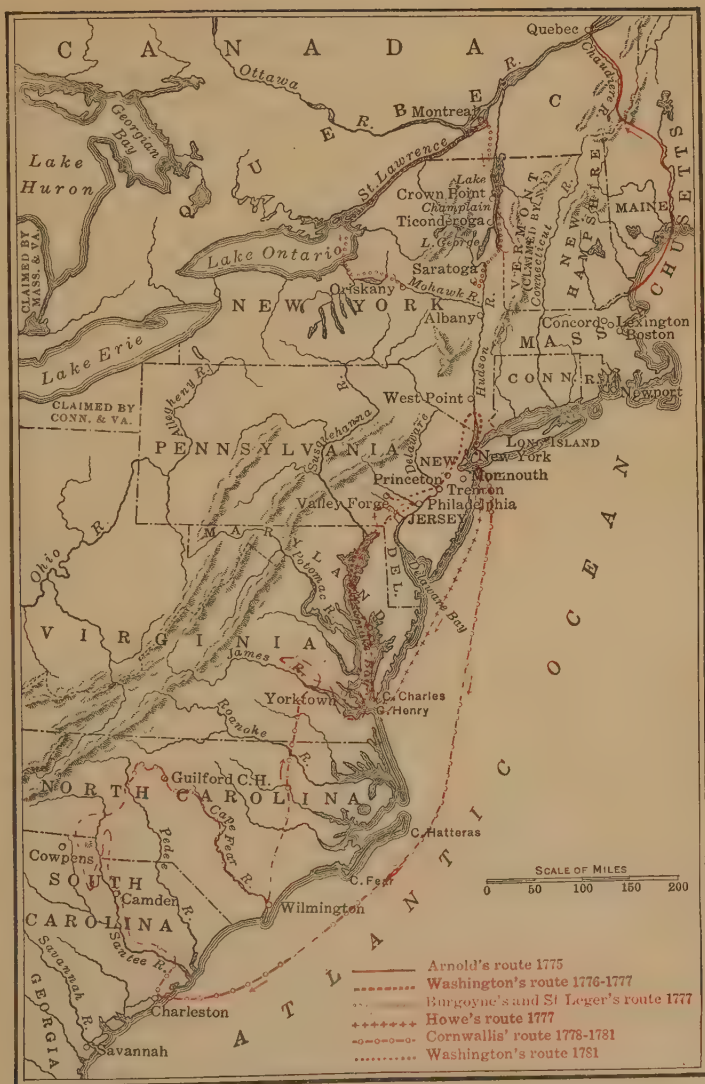 Quebec
CANADA
Ottawa R.
Chaudiere R.
Montreal
QUEBEC
R.
Georgian Bay
Lake Huron
St. Lawrence
Lake Champlain
Crown Point
Ticonderoga
L. George
VERMONT
CLAIMED BY N.Y.
Connecticut R.
NEW HAMPSHIRE
MAINE
MASSACHUSETTS
CLAIMED BY MASS. & VA.
Lake Ontario
Saratoga
Oriskany
Mohawk R.
NEW YORK
Albany
Concord
Lexington
Boston
Lake Erie
Hudson R.
CONN.
R.I.
Newport
West Point
CLAIMED BY CONN. & VA.
Allegheny R.
Susquehanna R.
Delaware
LONG ISLAND
PENNSYLVANIA
NEW JERSEY
New York
Monmouth
Princeton
Trenton
Valley Forge
Philadelphia
MARYLAND
DEL.
Delaware Bay
Ohio R.
Potomac R.
VIRGINIA
James R.
C. Charles
Yorktown
C. Henry
Roanoke R.
Guilford C.H.
NORTH CAROLINA
Cape Fear R.
C. Hatteras
Pedee R.
Cowpens
C. Fear
SOUTH CAROLINA
Camden
Wilmington
Santee R.
Savannah R.
Charleston
GEORGIA
Savannah
ATLANTIC OCEAN
SCALE OF MILES
0 50 100 150 200
Arnold's route 1775
Washington's route 1776-1777
Burgoyne's and St Leger's route 1777
Howe's route 1777
Cornwallis' route 1778-1781
Washington's route 1781